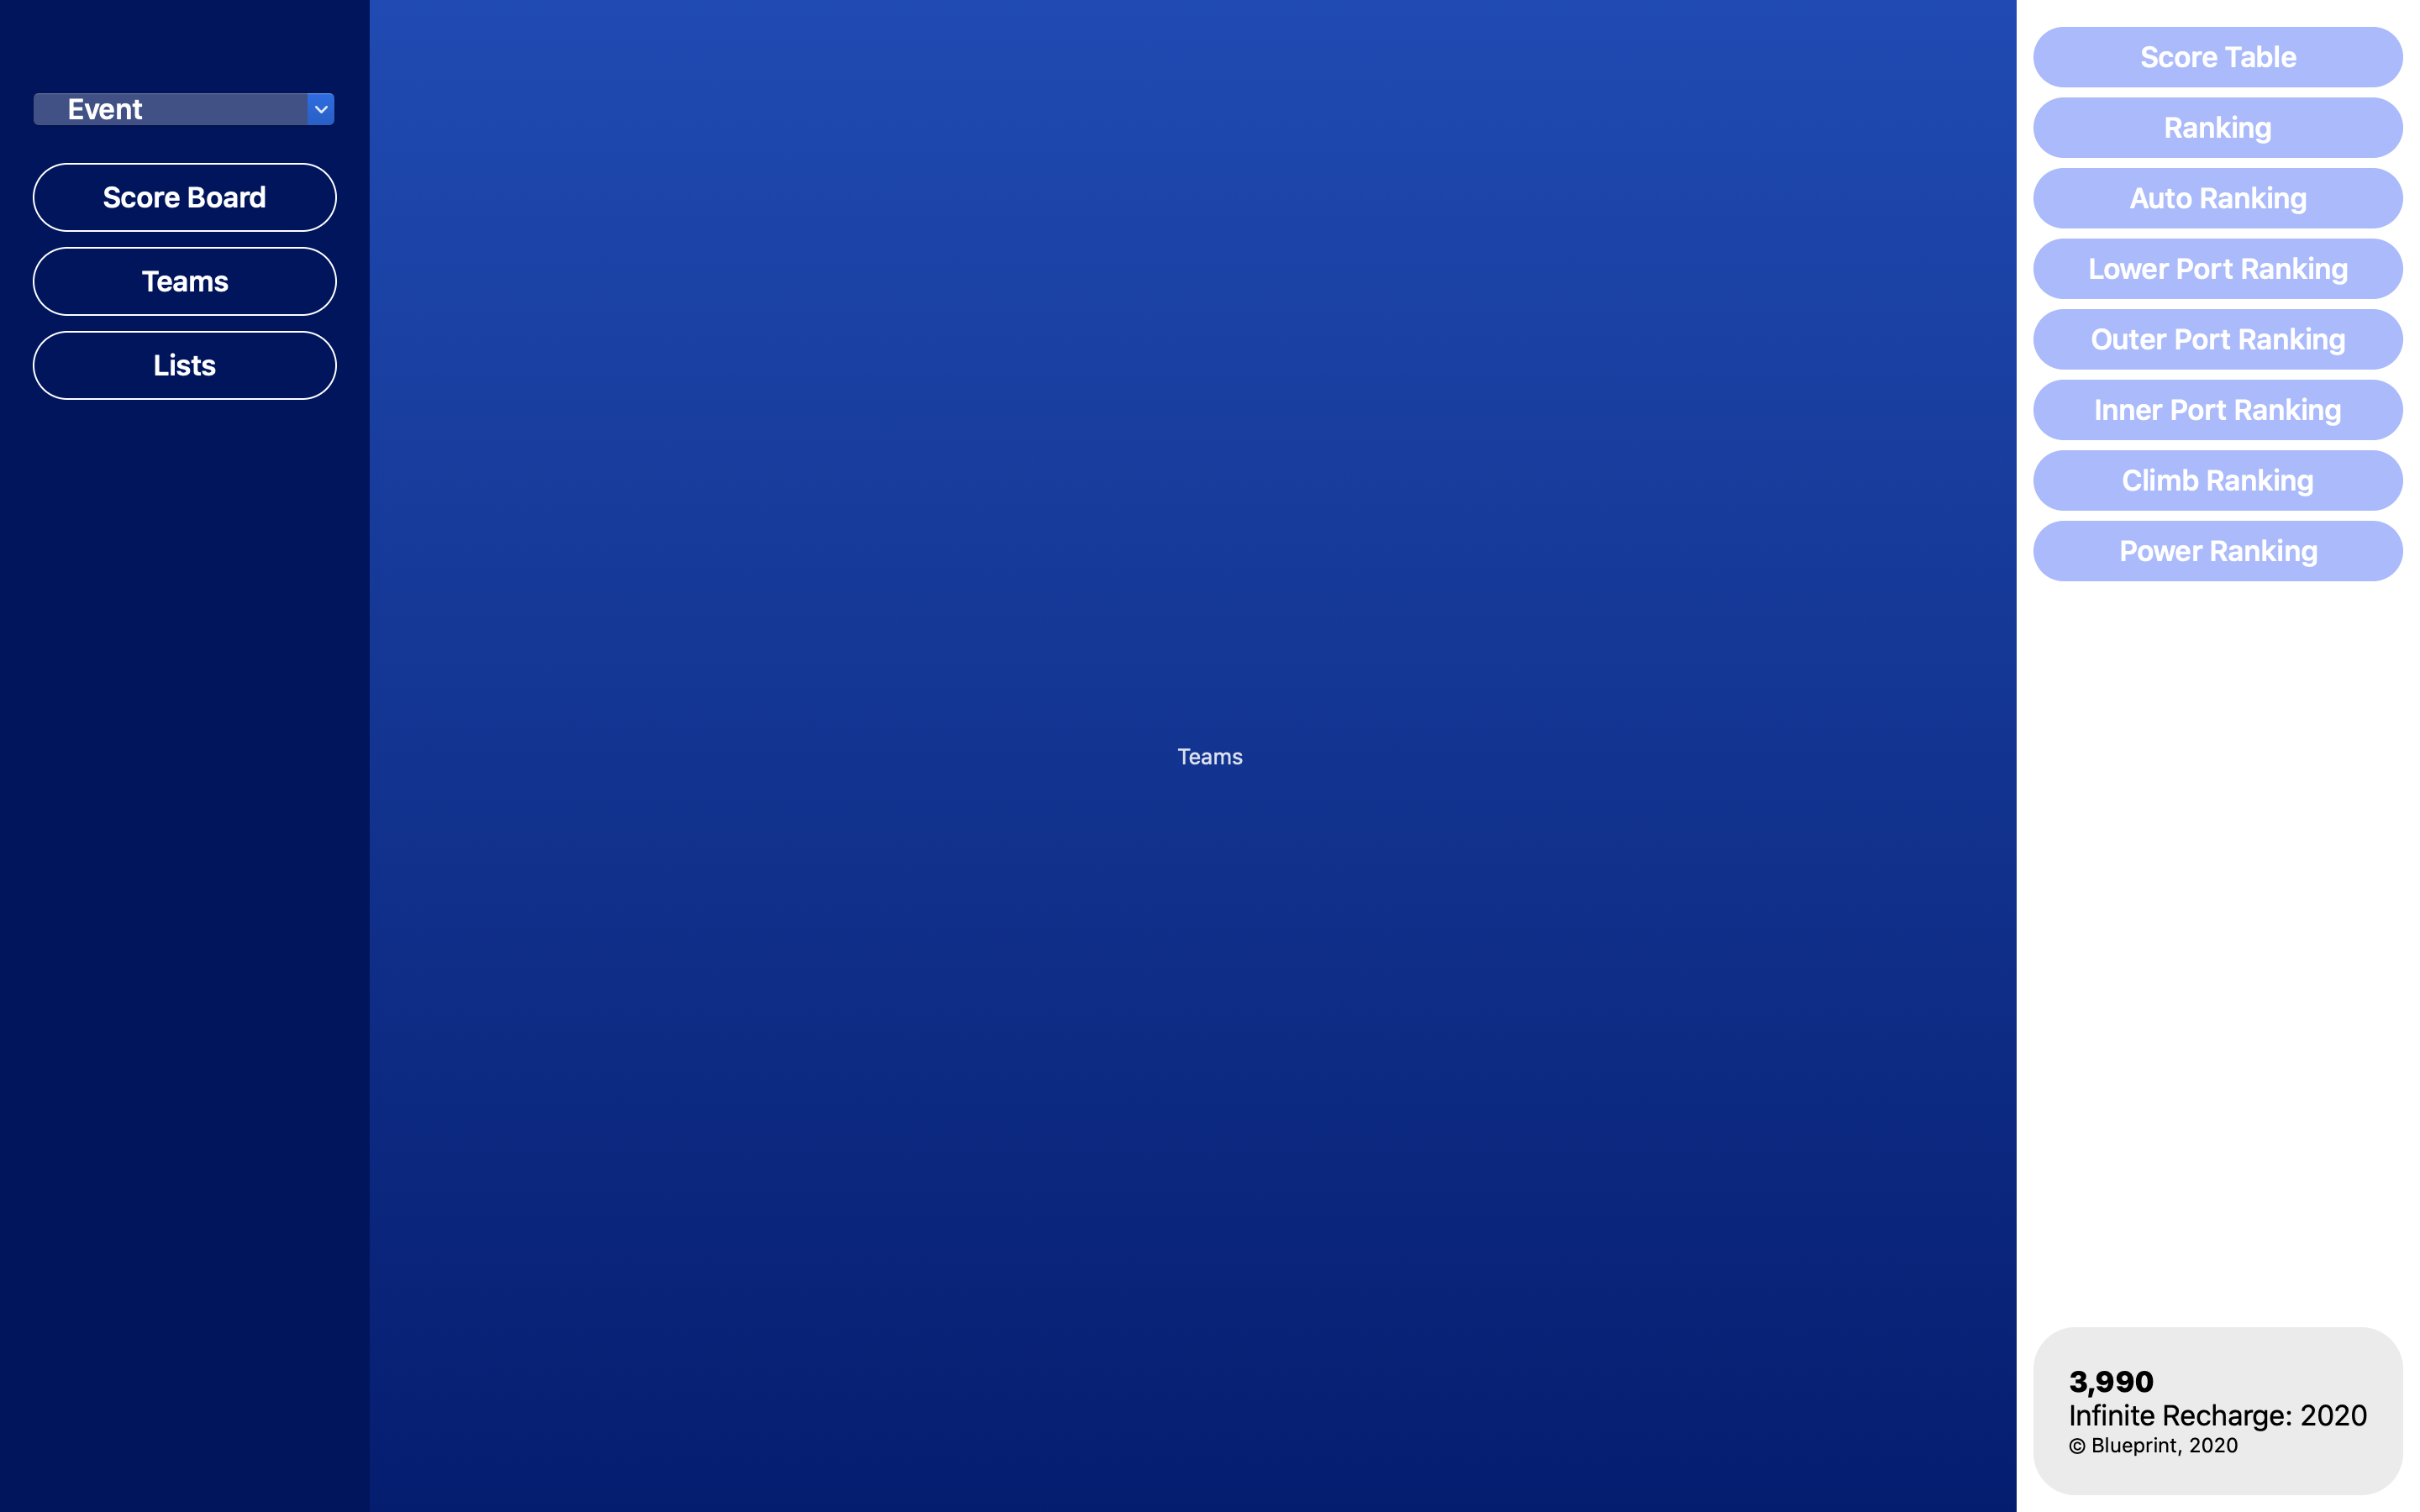 Event
Score Board
Teams
Lists
Teams
Score Table
Ranking
Auto Ranking
Lower Port Ranking
Outer Port Ranking
Inner Port Ranking
Climb Ranking
Power Ranking
3,990
Infinite Recharge: 2020
© Blueprint, 2020